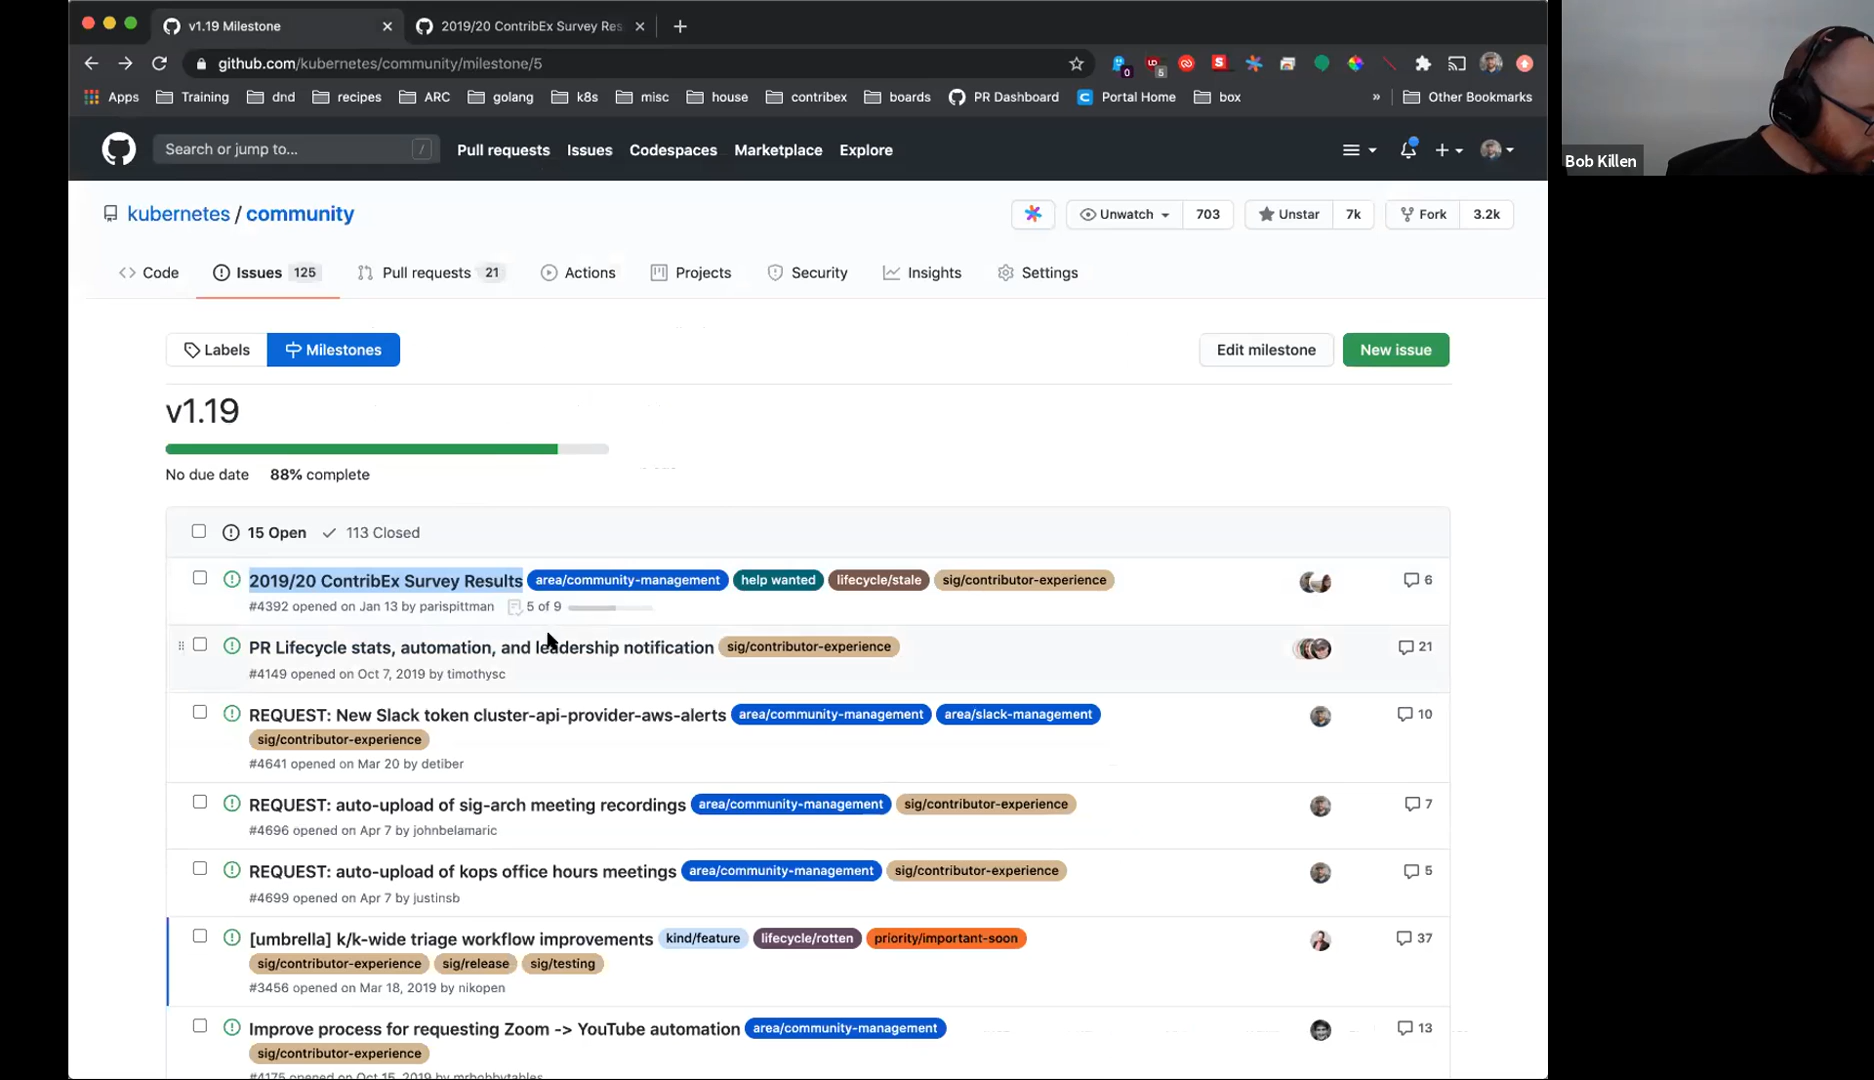 v1.19 Milestone
2019/20 ContribEx Survey Res
github.com/kubernetes/community/milestone/5
0
5
Apps Training dnd recipes ARC golang k8s misc house contribex boards PR Dashboard Portal Home box » Other Bookmarks
Search or jump to... / Pull requests Issues Codespaces Marketplace Explore
Bob Killen
kubernetes / community
Unwatch 703 Unstar 7k Fork 3.2k
Code Issues 125 Pull requests 21 Actions Projects Security Insights Settings
Labels Milestones Edit milestone New issue
v1.19
No due date 88% complete
15 Open 113 Closed
2019/20 ContribEx Survey Results area/community-management help wanted lifecycle/stale sig/contributor-experience 6
#4392 opened on Jan 13 by parispittman 5 of 9
PR Lifecycle stats, automation, and leadership notification sig/contributor-experience 21
#4149 opened on Oct 7, 2019 by timothysc
REQUEST: New Slack token cluster-api-provider-aws-alerts area/community-management area/slack-management 10
sig/contributor-experience
#4641 opened on Mar 20 by detiber
REQUEST: auto-upload of sig-arch meeting recordings area/community-management sig/contributor-experience 7
#4696 opened on Apr 7 by johnbelamaric
REQUEST: auto-upload of kops office hours meetings area/community-management sig/contributor-experience 5
#4699 opened on Apr 7 by justinsb
[umbrella] k/k-wide triage workflow improvements kind/feature lifecycle/rotten priority/important-soon 37
sig/contributor-experience sig/release sig/testing
#3456 opened on Mar 18, 2019 by nikopen
Improve process for requesting Zoom -> YouTube automation area/community-management 13
sig/contributor-experience
#4175 opened on Oct 15, 2019 by mrbobbytables